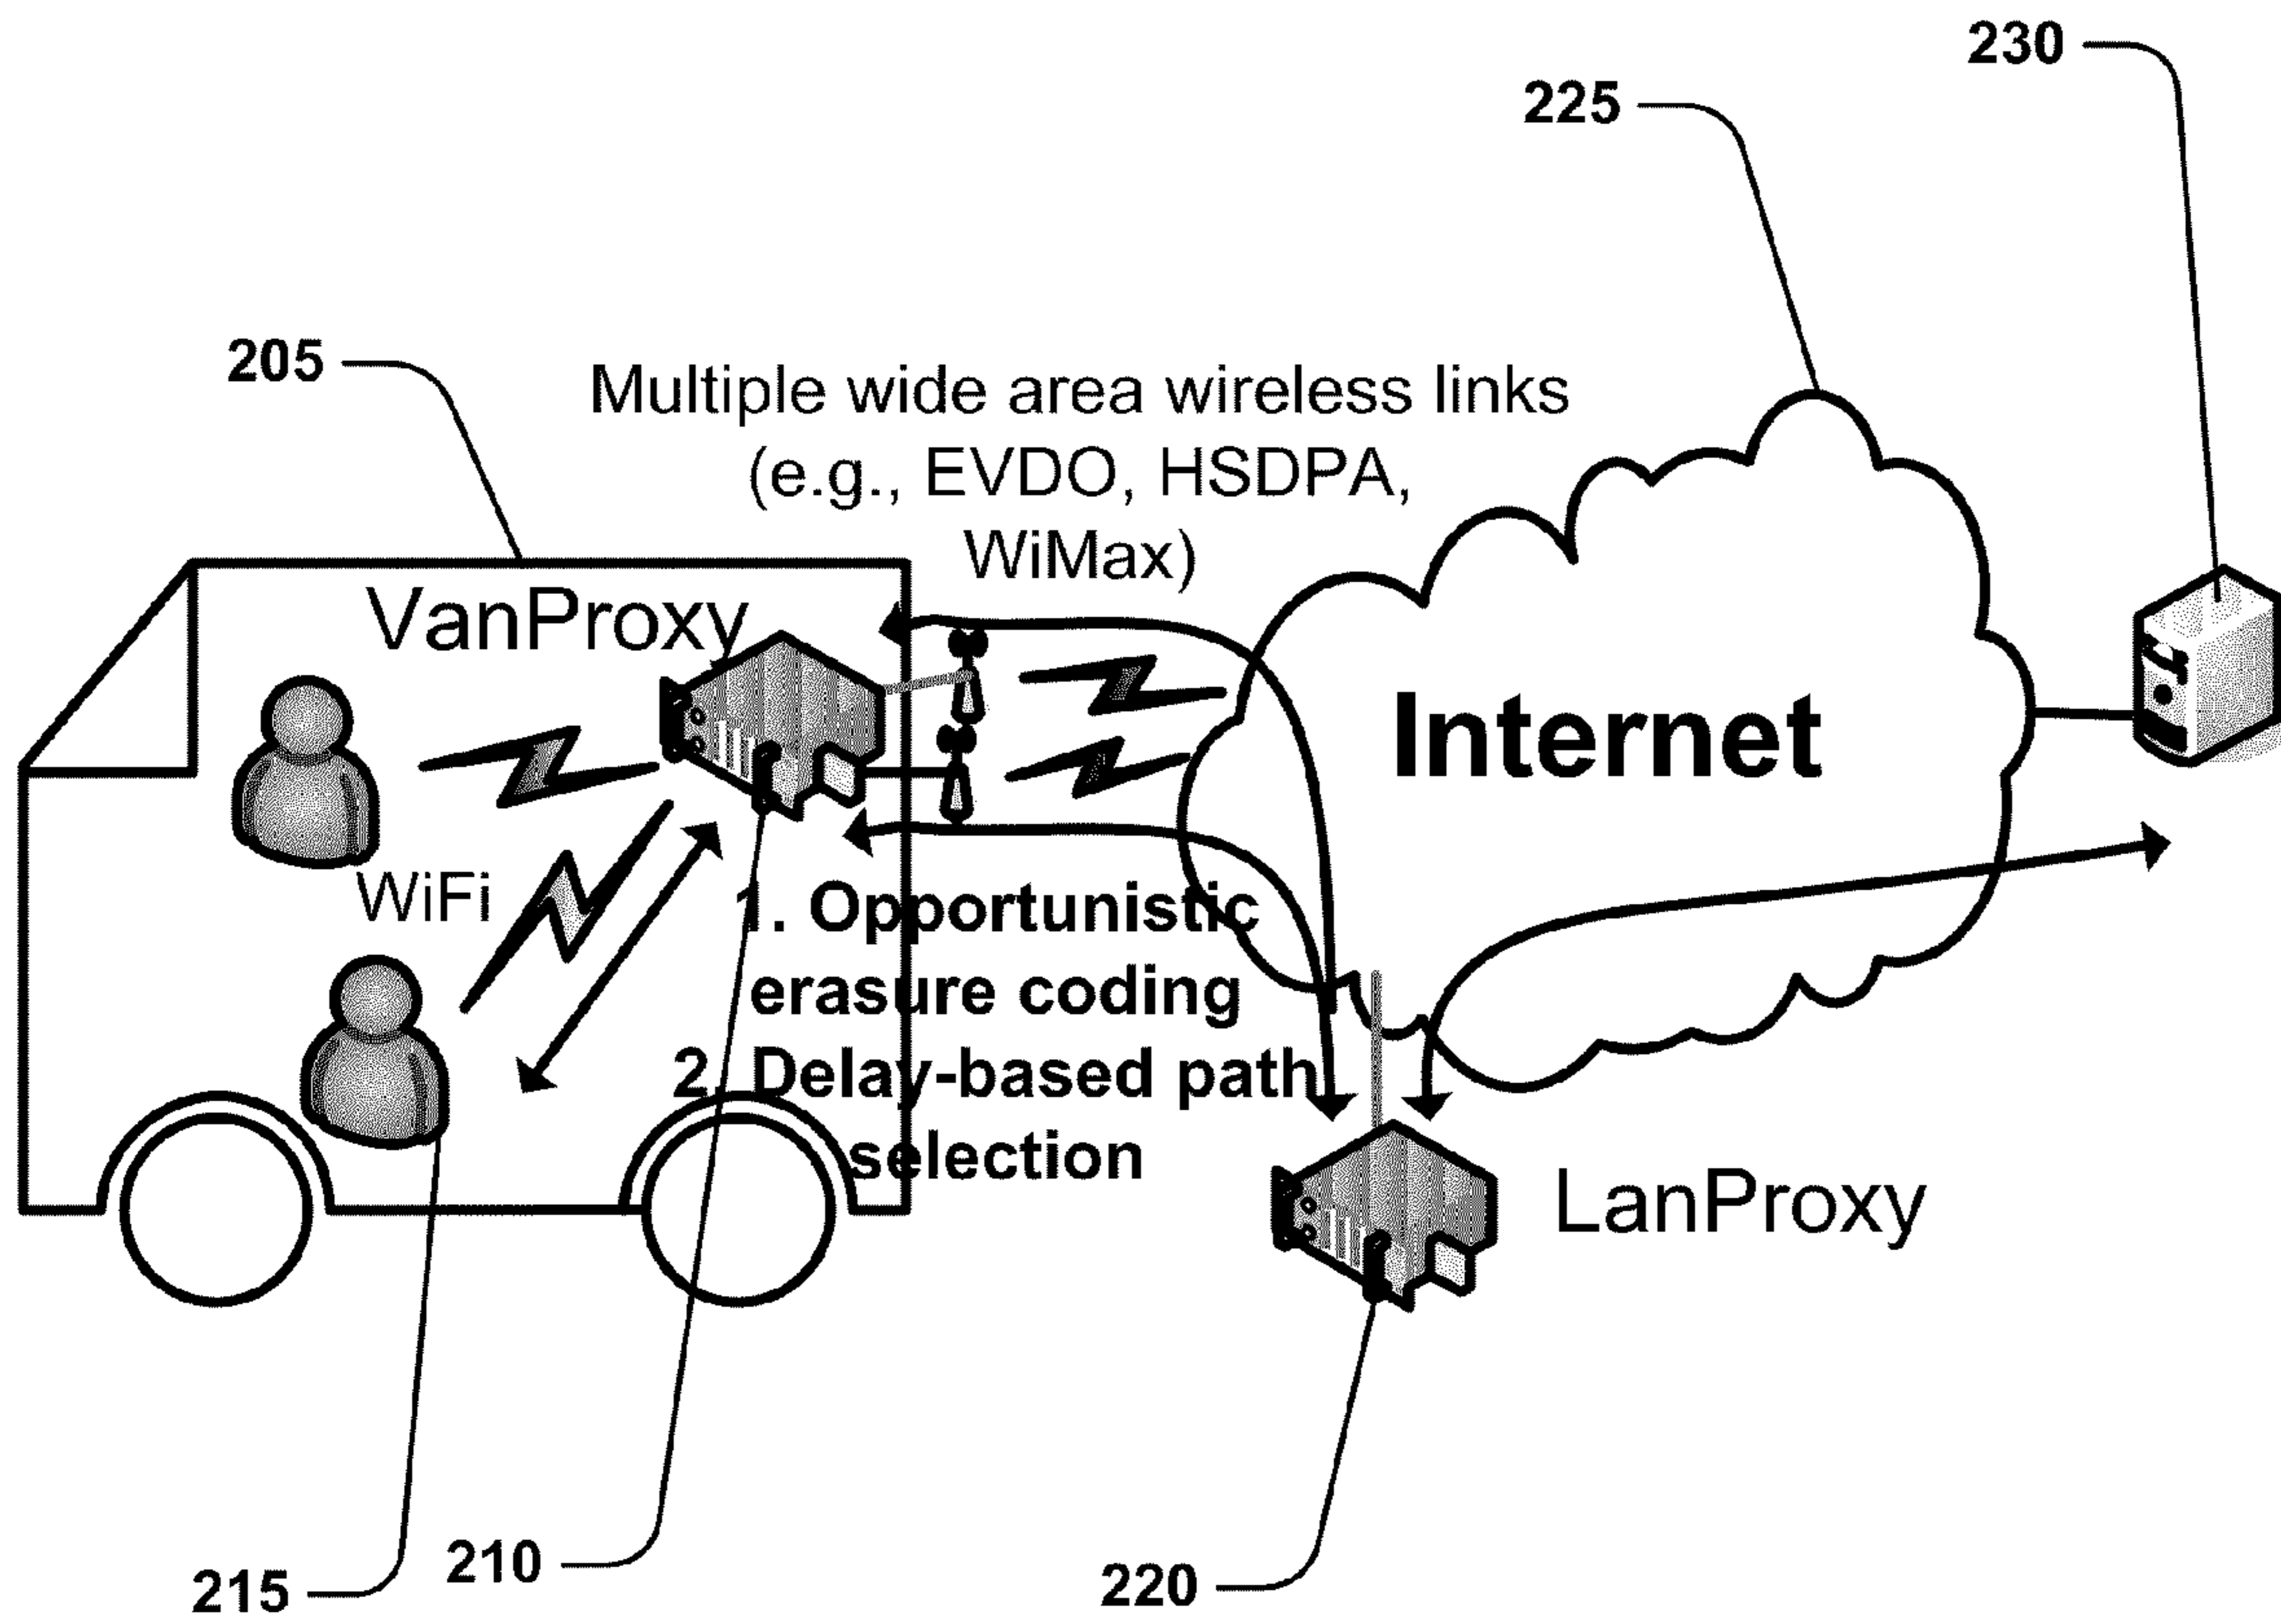 230
225
205
Multiple wide area wireless links
(e.g., EVDO, HSDPA,
WiMax)
VanProxy
Internet
WiFi
1. Opportunistic
erasure coding
2. Delay-based path
selection
LanProxy
215
210
220